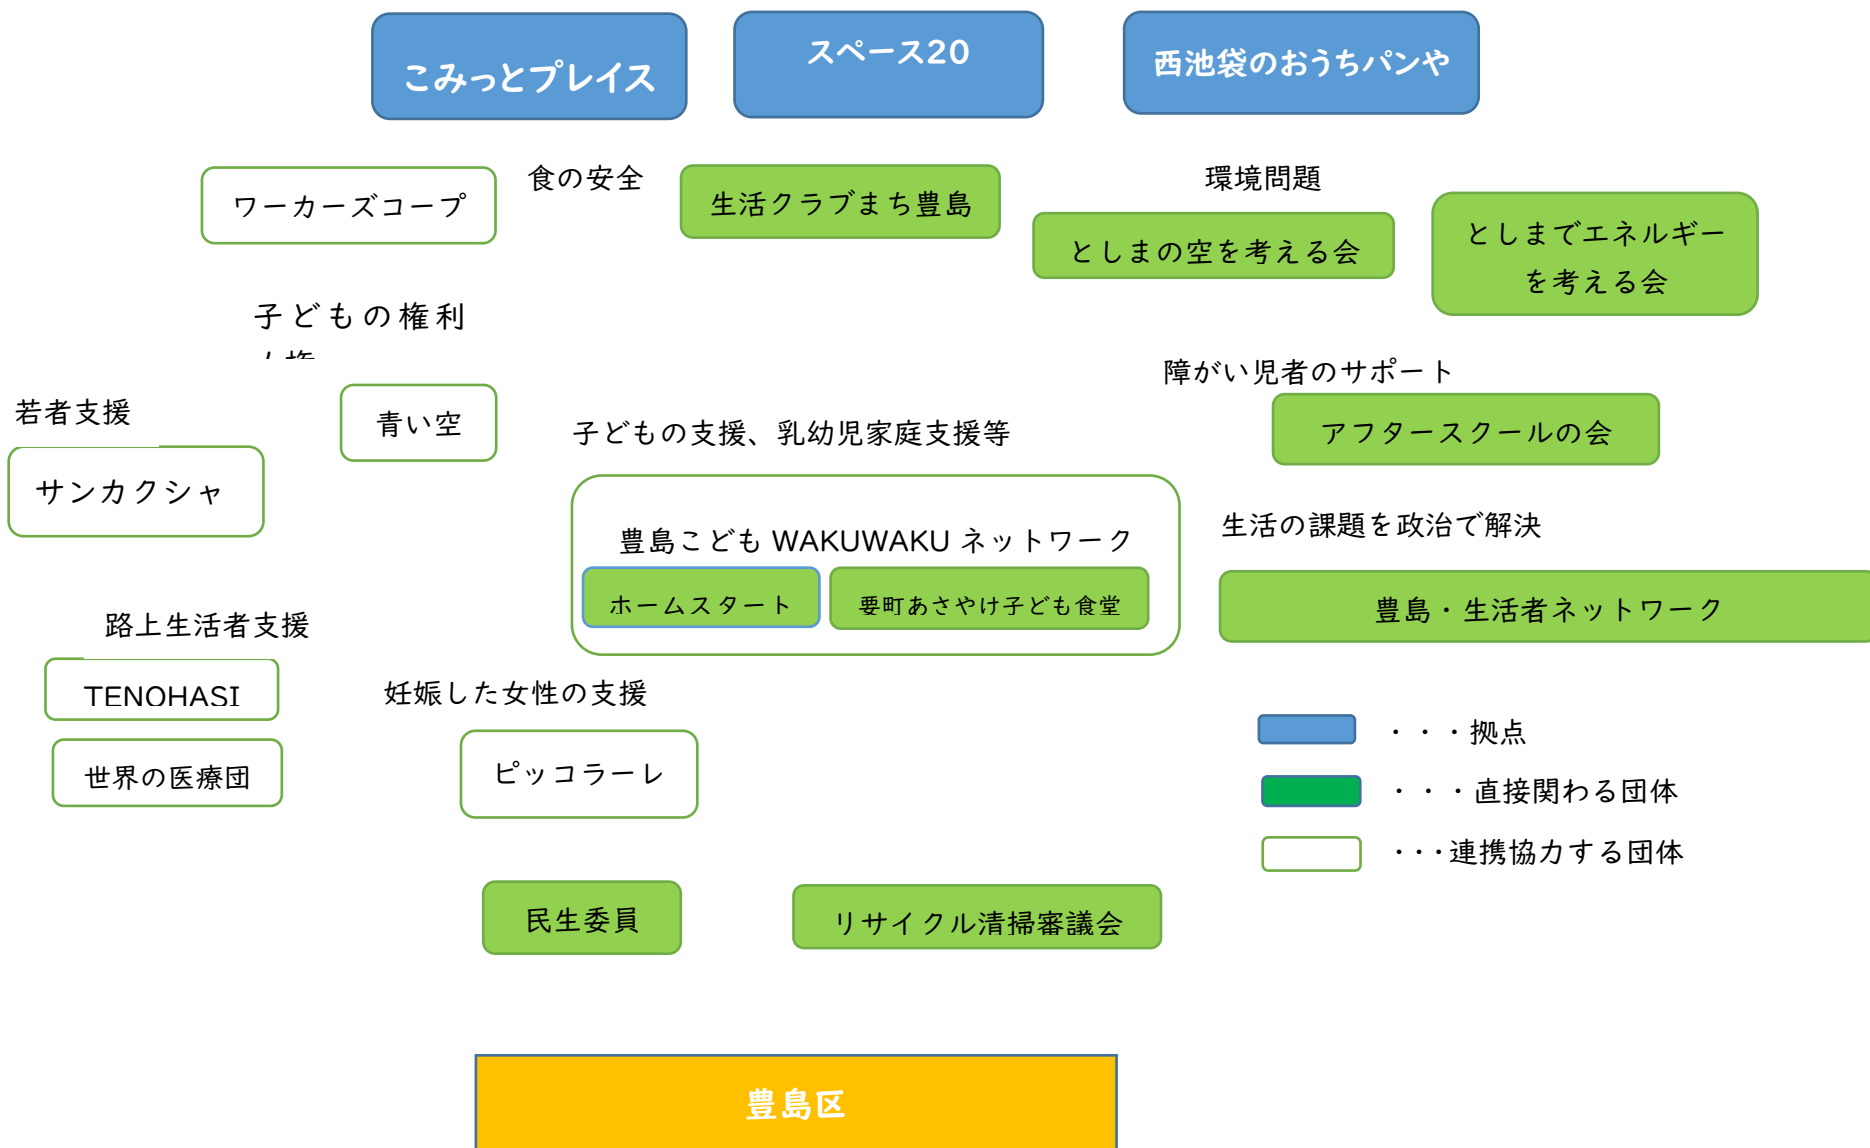 こみっとプレイス
スペース20
西池袋のおうちパンや
ワーカーズコープ
食の安全
生活クラブまち豊島
環境問題
としまの空を考える会
としまでエネルギー
を考える会
子どもの権利
障がい児者のサポート
若者支援
青い空
アフタースクールの会
サンカクシャ
子どもの支援、乳幼児家庭支援等
豊島こども WAKUWAKU ネットワーク
ホームスタート
要町あさやけ子ども食堂
生活の課題を政治で解決
豊島・生活者ネットワーク
路上生活者支援
TENOHASI
世界の医療団
妊娠した女性の支援
ピッコラーレ
・・・拠点
・・・直接関わる団体
・・・連携協力する団体
民生委員
リサイクル清掃審議会
豊島区